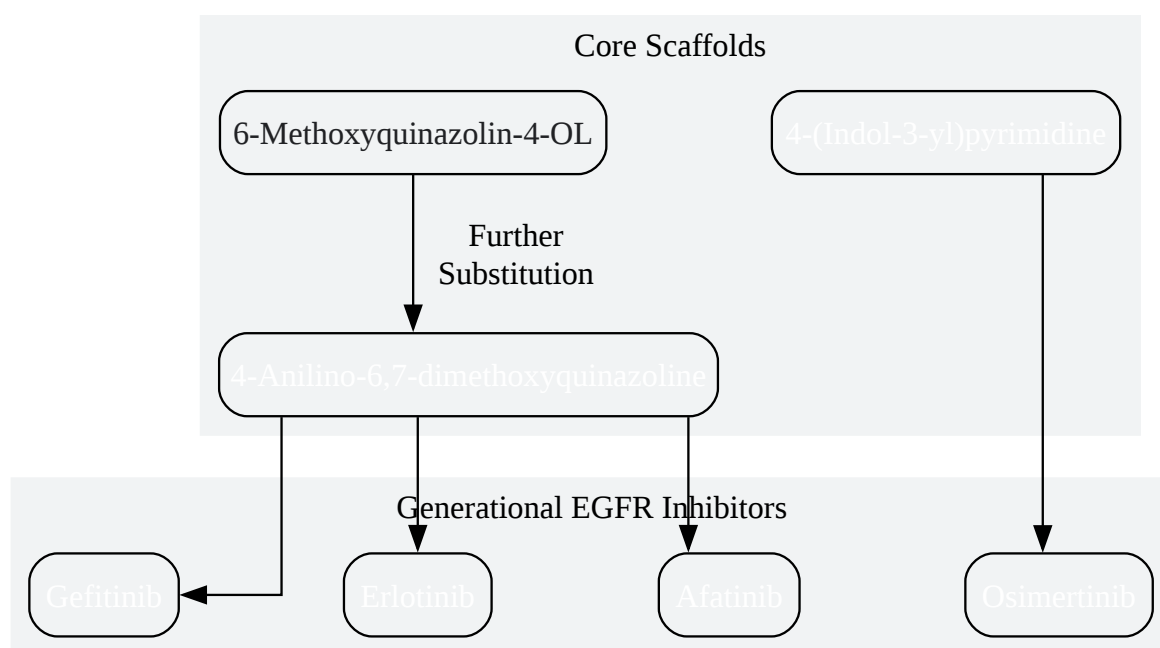 Core Scaffolds
6-Methoxyquinazolin-4-OL
4-(Indol-3-yl)pyrimidine
Further
Substitution
4-Anilino-6,7-dimethoxyquinazoline
Generational EGFR Inhibitors
Gefitinib
Erlotinib
Afatinib
Osimertinib